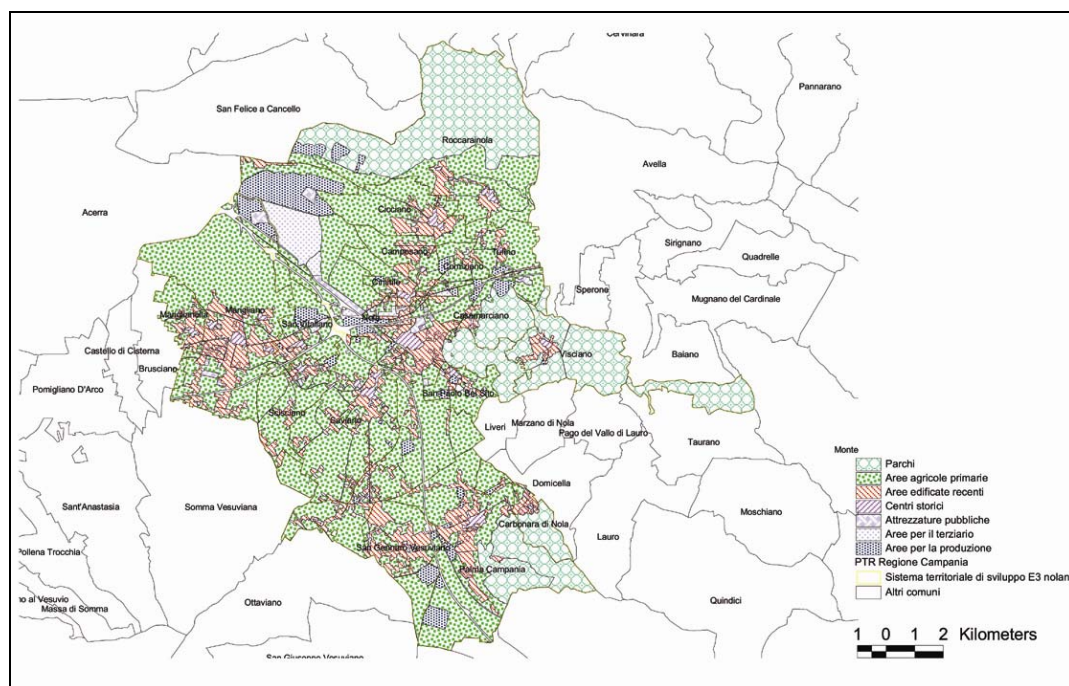 Cervinara
Pannarano
San Felice a Cancello
Roccarainola
Avella
Acerra
Cicciano
Sirignano
Quadrelle
Camposano
Tufino
Comiziano
Sperone
Cimitile
Mugnano del Cardinale
Mariglianella
Marigliano
San Vitaliano
Nola
Casamarciano
Castello di Cisterna
Visciano
Baiano
Brusciano
Pomigliano D'Arco
San Paolo Bel Sito
Scisciano
Saviano
Liveri
Marzano di Nola
Pago del Vallo di Lauro
Taurano
Monte
Parchi
Aree agricole primarie
Aree edificate recenti
Centri storici
Attrezzature pubbliche
Aree per il terziario
Aree per la produzione
PTR Regione Campania
Sistema territoriale di sviluppo E3 nolan
Altri comuni
Domicella
Sant'Anastasia
Somma Vesuviana
Moschiano
Carbonara di Nola
Lauro
Pollena Trocchia
San Gennaro Vesuviano
Palma Campania
no al Vesuvio
Massa di Somma
Ottaviano
Quindici
San Giuseppe Vesuviano
1 0 1 2 Kilometers